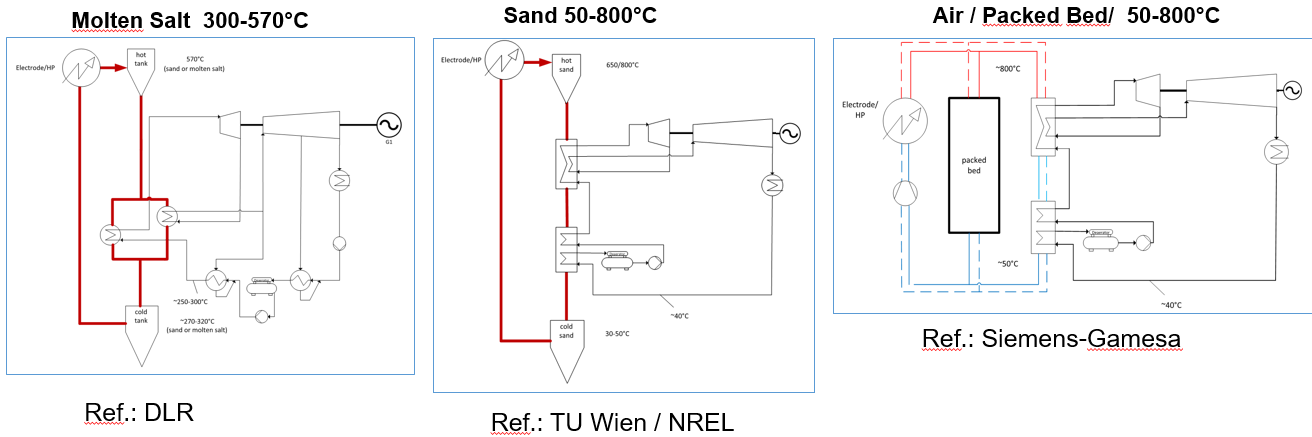 Molten Salt  300-570°C
Electrode/HP
hot
tank
570°C
(sand or molten salt)
G1
~250-300°C
cold
tank
~270-320°C
(sand or molten salt)
Ref.: DLR
Sand 50-800°C
Electrode/HP
hot
sand
650/800°C
~40°C
cold
sand
30-50°C
Ref.: TU Wien / NREL
Air / Packed Bed/  50-800°C
~800°C
Electrode/
HP
packed
bed
~50°C
~40°C
Ref.: Siemens-Gamesa